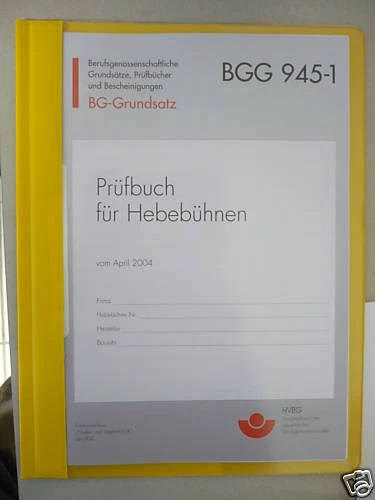 Berufsgenossenschaftliche
Grundsätze, Prüfbücher
und Bescheinigungen
BG-Grundsatz
BGG 945-1
Prüfbuch
für Hebebühnen
vom April 2004
Firma
Hebebühne Nr.
Hersteller
Baujahr
HVBG